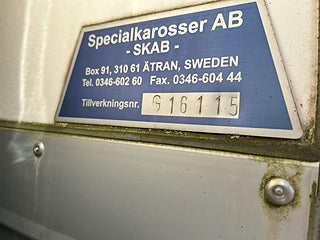 Specialkarosser AB
- SKAB -
Box 91, 310 61 ÄTRAN, SWEDEN
Tel. 0346-602 60 Fax. 0346-604 44
Tillverkningsnr. G16115